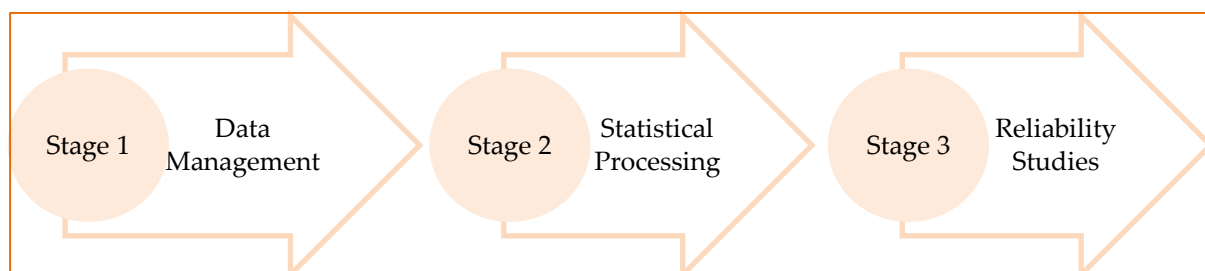 Stage 1
Data
Management
Stage 2
Statistical
Processing
Stage 3
Reliability
Studies